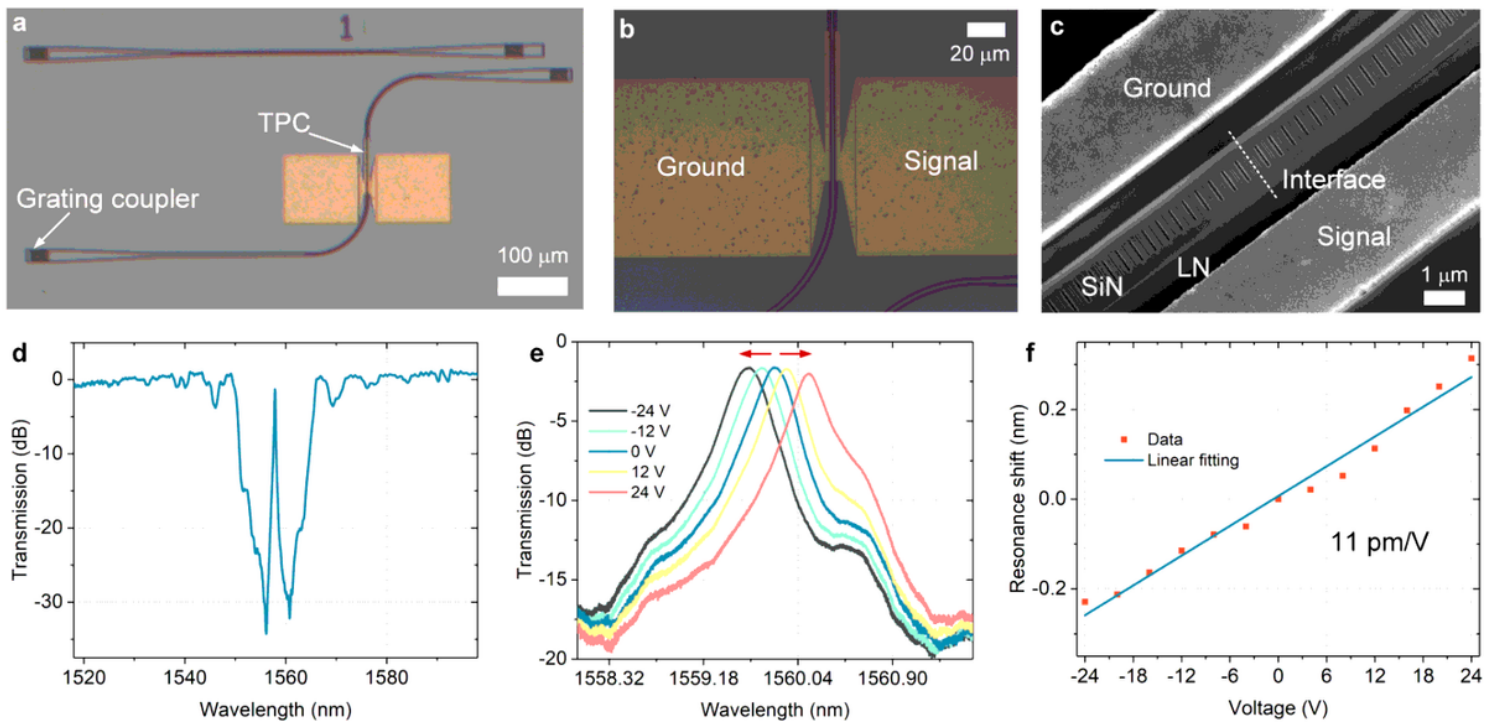 a
1
TPC
Grating coupler
100 μm
b
20 μm
Ground
Signal
c
Ground
Interface
Signal
LN
SiN
1 μm
d
Transmission (dB)
0
-10
-20
-30
1520
1540
1560
1580
Wavelength (nm)
e
Transmission (dB)
0
-5
-10
-15
-20
-24 V
-12 V
0 V
12 V
24 V
1558.32
1559.18
1560.04
1560.90
Wavelength (nm)
f
Resonance shift (nm)
0.2
0.0
-0.2
Data
Linear fitting
11 pm/V
-24
-18
-12
-6
0
6
12
18
24
Voltage (V)